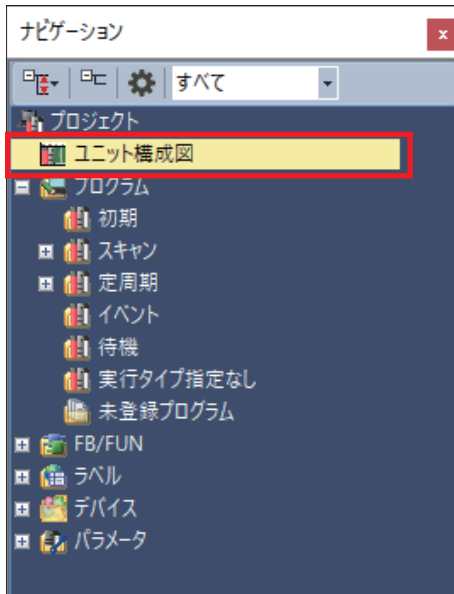 ナビゲーション
すべて
プロジェクト
ユニット構成図
プログラム
初期
スキャン
定周期
イベント
待機
実行タイプ指定なし
未登録プログラム
FB/FUN
ラベル
デバイス
パラメータ